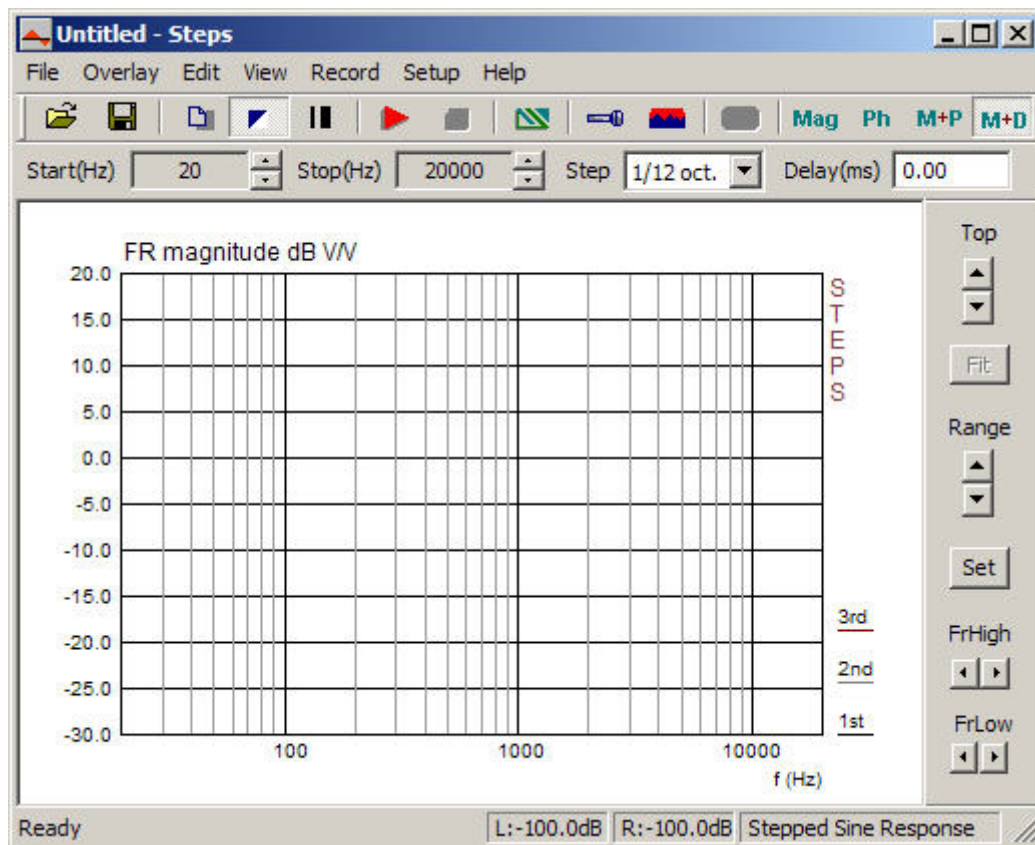 Untitled - Steps
File Overlay Edit View Record Setup Help
Mag Ph M+P M+D
Start(Hz) 20 Stop(Hz) 20000 Step 1/12 oct. Delay(ms) 0.00
FR magnitude dB V/V
20.0
15.0
10.0
5.0
0.0
-5.0
-10.0
-15.0
-20.0
-25.0
-30.0
100 1000 10000
f (Hz)
STEPS
3rd
2nd
1st
Top
Fit
Range
Set
FrHigh
FrLow
Ready L:-100.0dB R:-100.0dB Stepped Sine Response